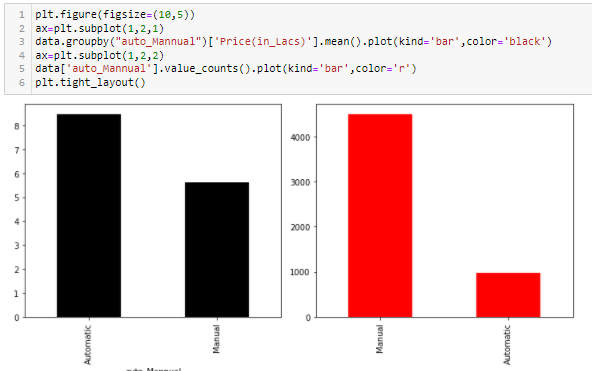 1 plt.figure(figsize=(10,5))
2 ax=plt.subplot(1,2,1)
3 data.groupby("auto_Mannual")['Price(in_Lacs)'].mean().plot(kind='bar',color='black')
4 ax=plt.subplot(1,2,2)
5 data['auto_Mannual'].value_counts().plot(kind='bar',color='r')
6 plt.tight_layout()
8
7
6
5
4
3
2
1
0
Automatic
Manual
auto_Mannual
4000
3000
2000
1000
0
Manual
Automatic